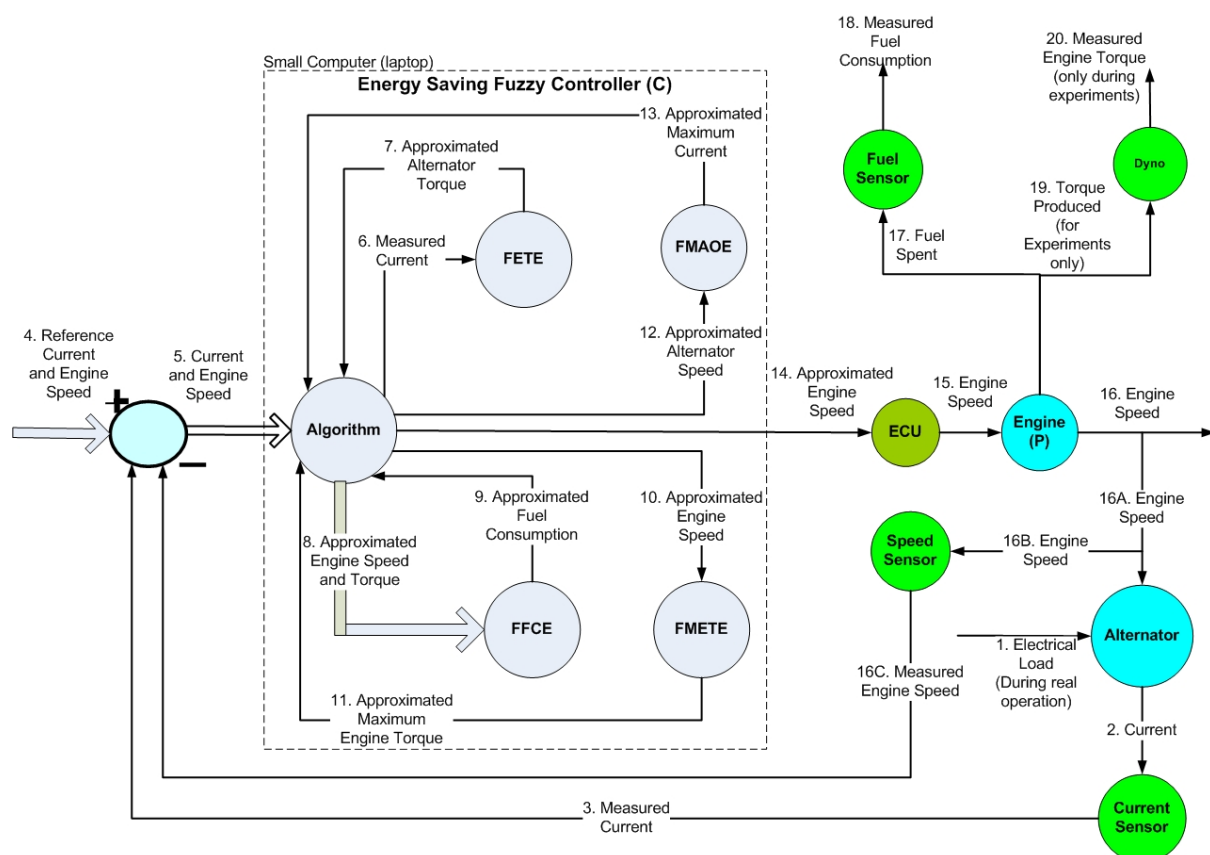 18. Measured
Fuel
Consumption
20. Measured
Engine Torque
(only during
experiments)
Small Computer (laptop)
Energy Saving Fuzzy Controller (C)
13. Approximated
Maximum
Current
7. Approximated
Alternator
Torque
Fuel
Sensor
Dyno
19. Torque
Produced
(for
Experiments
only)
6. Measured
Current
FETE
FMAOE
17. Fuel
Spent
4. Reference
Current
and Engine
Speed
5. Current
and Engine
Speed
12. Approximated
Alternator
Speed
14. Approximated
Engine
Speed
15. Engine
Speed
16. Engine
Speed
+
Algorithm
ECU
Engine
(P)
−
9. Approximated
Fuel
Consumption
10. Approximated
Engine
Speed
16A. Engine
Speed
8. Approximated
Engine Speed
and Torque
Speed
Sensor
16B. Engine
Speed
FFCE
FMETE
Alternator
1. Electrical
Load
(During real
operation)
16C. Measured
Engine Speed
11. Approximated
Maximum
Engine Torque
2. Current
3. Measured
Current
Current
Sensor